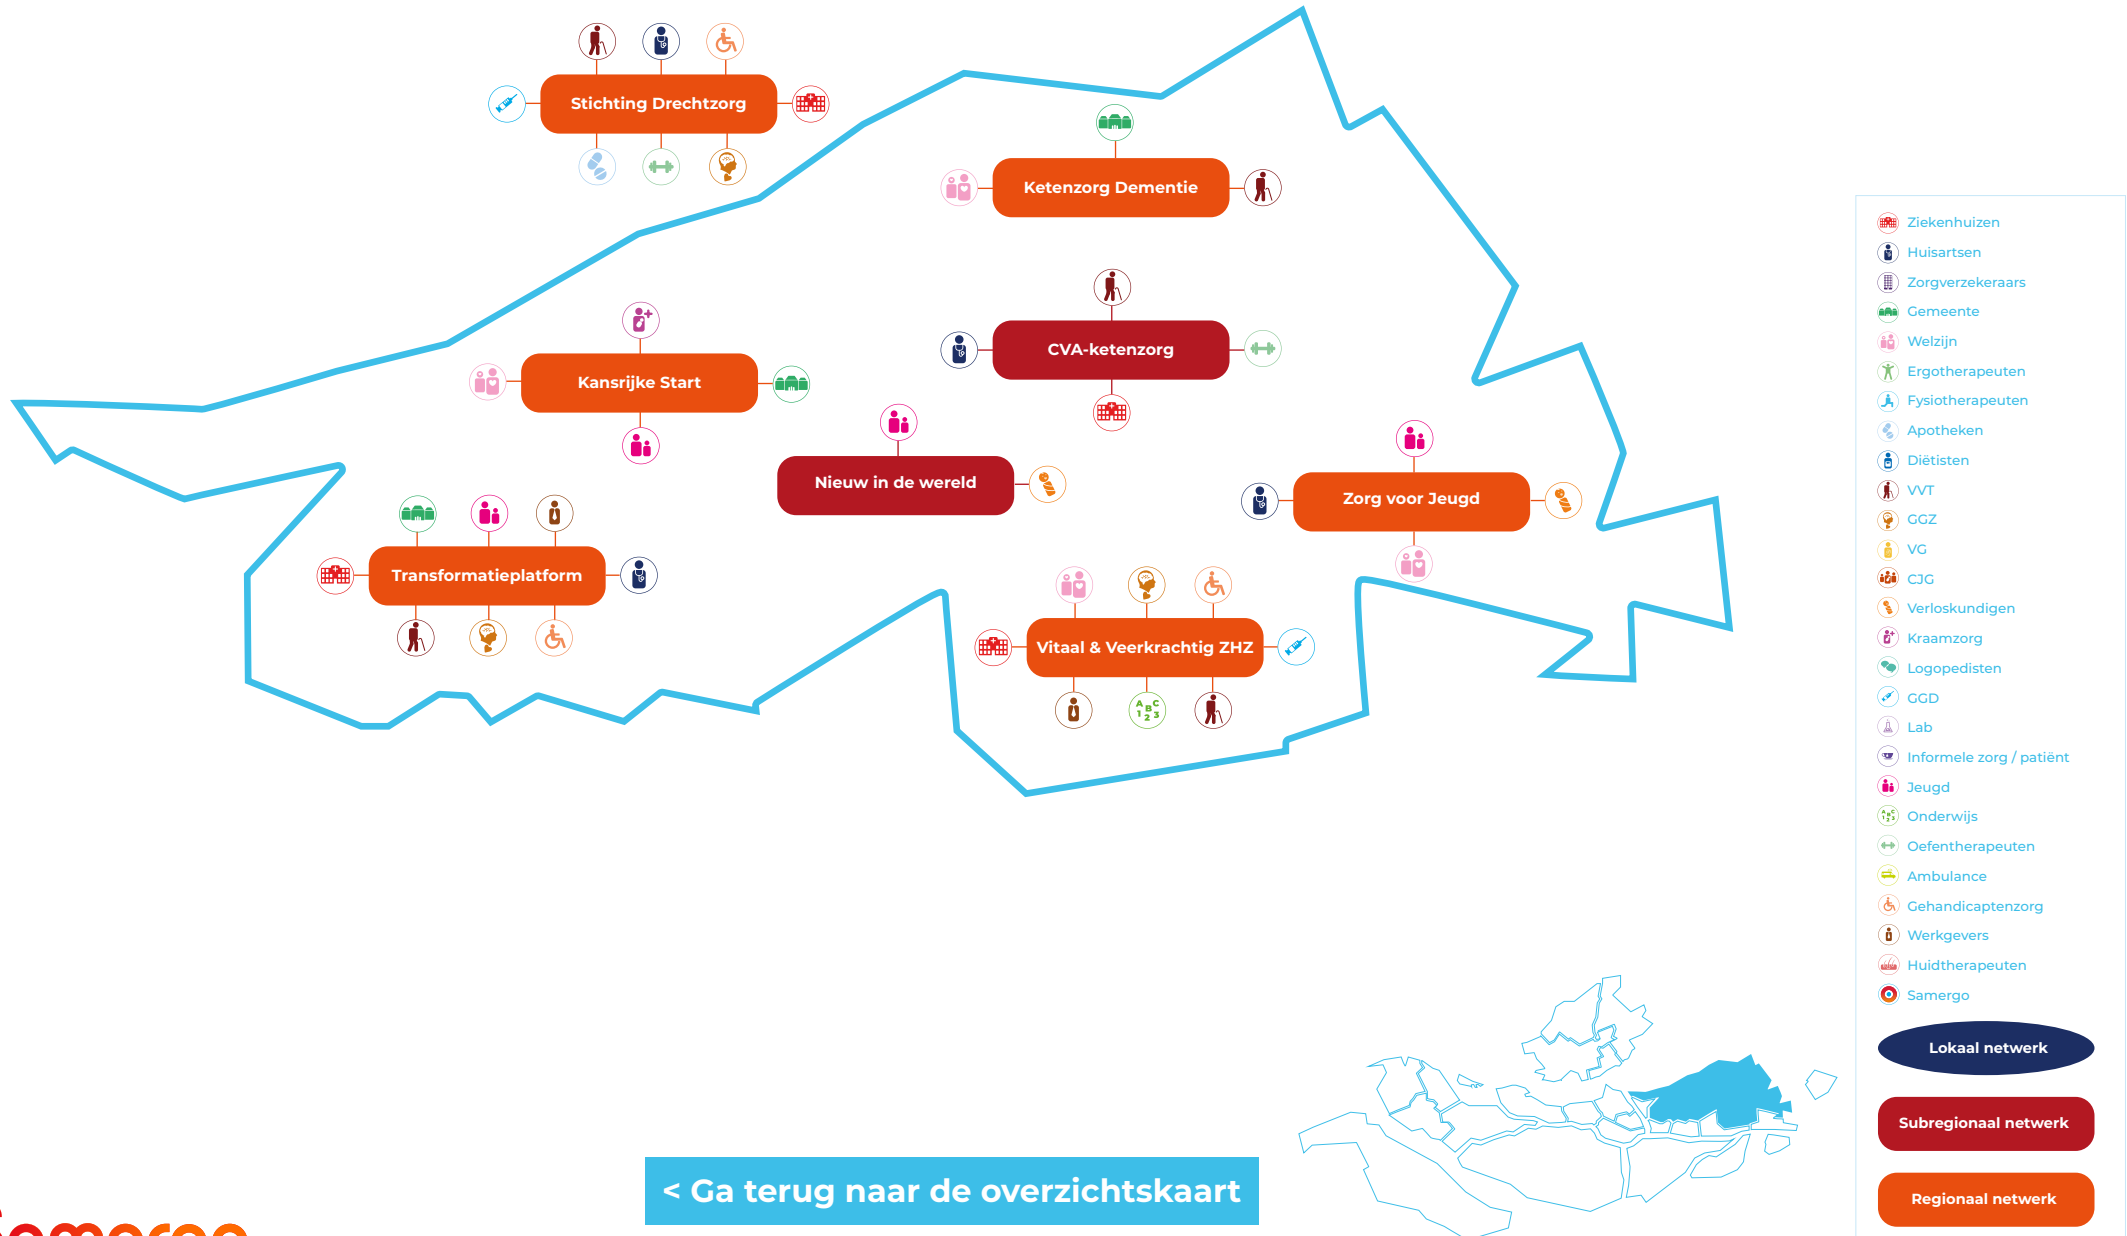 Stichting Drechtzorg
Ketenzorg Dementie
CVA-ketenzorg
Kansrijke Start
Nieuw in de wereld
Zorg voor Jeugd
Transformatieplatform
Vitaal & Veerkrachtig ZHZ
A B C
1 2 3
Ziekenhuizen
Huisartsen
Zorgverzekeraars
Gemeente
Welzijn
Ergotherapeuten
Fysiotherapeuten
Apotheken
Diëtisten
VVT
GGZ
VG
CJG
Verloskundigen
Kraamzorg
Logopedisten
GGD
Lab
Informele zorg / patiënt
Jeugd
Onderwijs
Oefentherapeuten
Ambulance
Gehandicaptenzorg
Werkgevers
Huidtherapeuten
Samergo
Lokaal netwerk
Subregionaal netwerk
Regionaal netwerk
< Ga terug naar de overzichtskaart